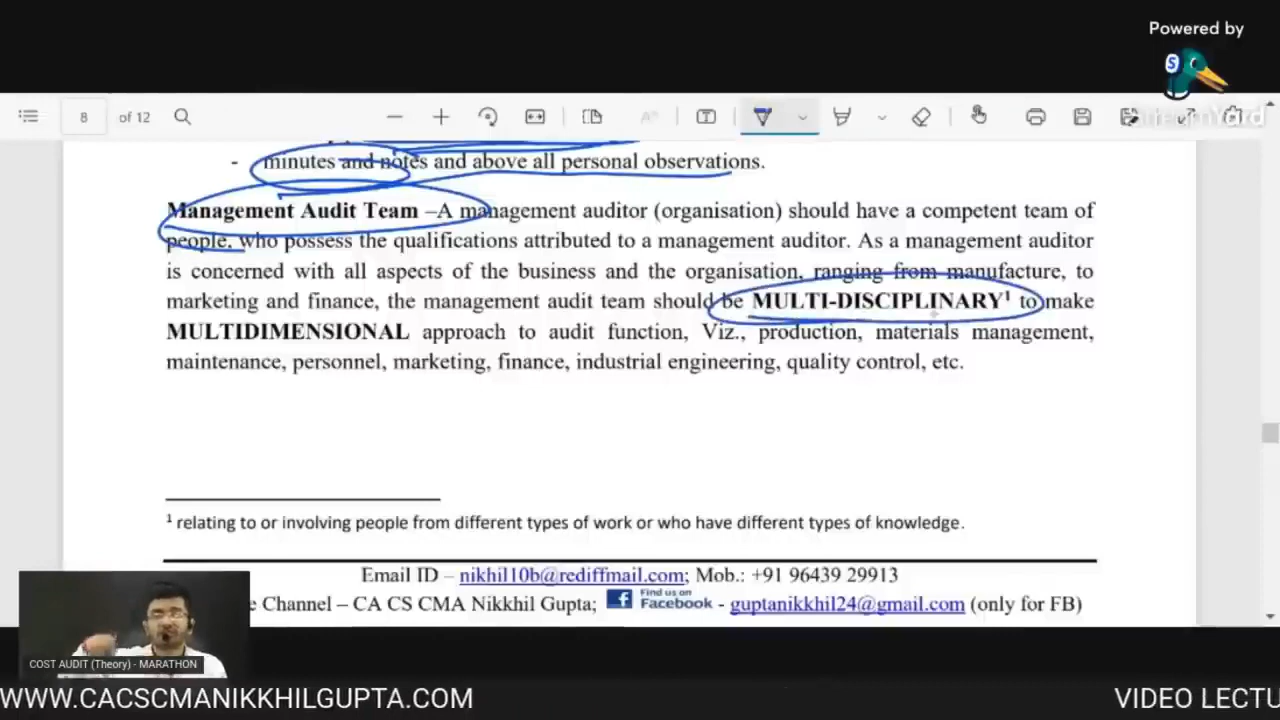 Powered by
S
StreamYard
8 of 12
- minutes and notes and above all personal observations.
Management Audit Team –A management auditor (organisation) should have a competent team of
people, who possess the qualifications attributed to a management auditor. As a management auditor
is concerned with all aspects of the business and the organisation, ranging from manufacture, to
marketing and finance, the management audit team should be MULTI-DISCIPLINARY¹ to make
MULTIDIMENSIONAL approach to audit function, Viz., production, materials management,
maintenance, personnel, marketing, finance, industrial engineering, quality control, etc.
¹ relating to or involving people from different types of work or who have different types of knowledge.
Email ID – nikhil10b@rediffmail.com; Mob.: +91 96439 29913
e Channel – CA CS CMA Nikkhil Gupta; Find us on Facebook - guptanikkhil24@gmail.com (only for FB)
COST AUDIT (Theory) - MARATHON
WWW.CACSCMANIKKHILGUPTA.COM
VIDEO LECTU